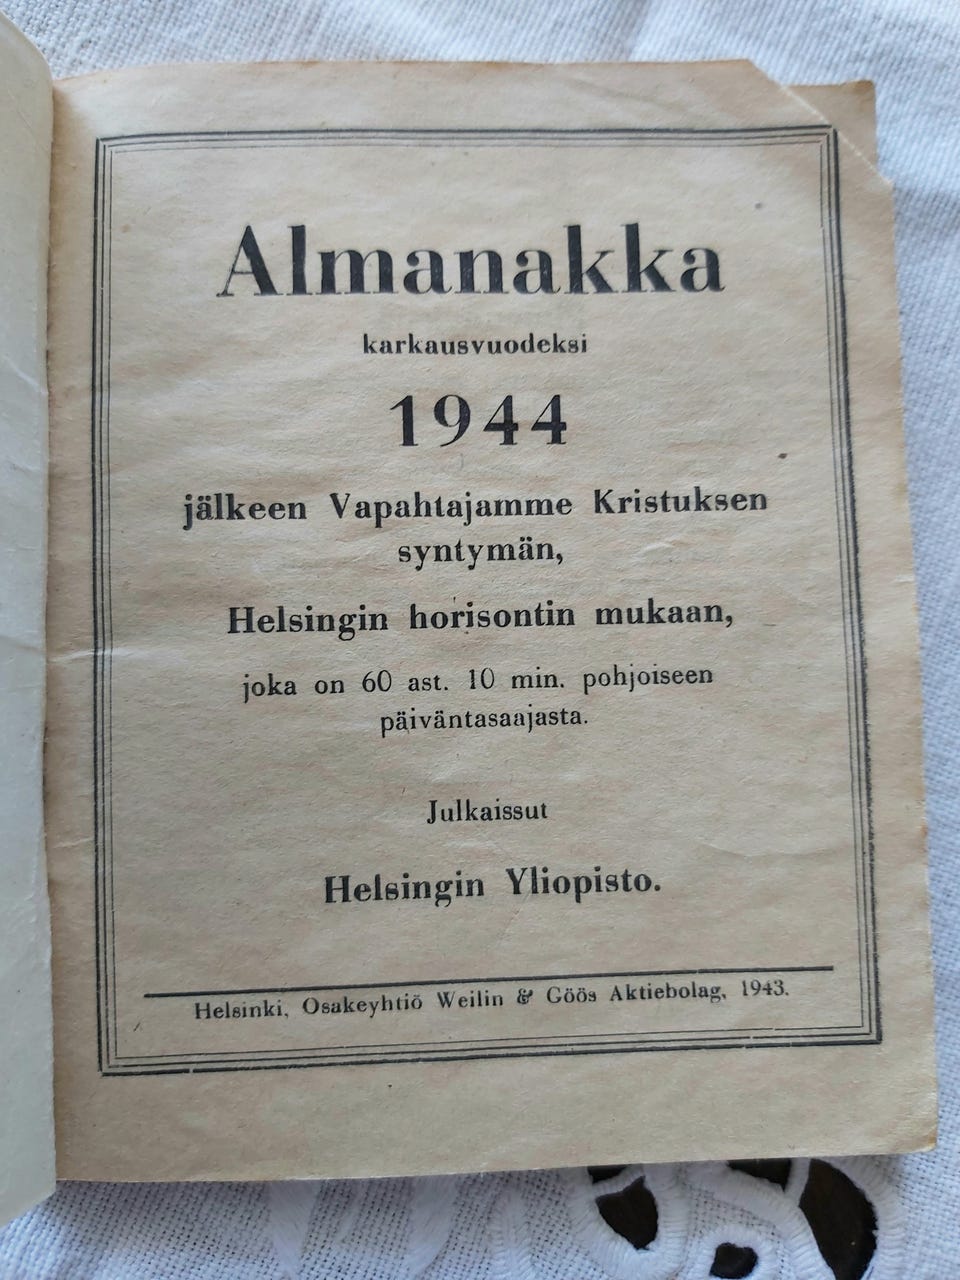 Almanakka
karkausvuodeksi
1944
jälkeen Vapahtajamme Kristuksen
syntymän,
Helsingin horisontin mukaan,
joka on 60 ast. 10 min. pohjoiseen
päiväntasaajasta.
Julkaissut
Helsingin Yliopisto.
Helsinki, Osakeyhtiö Weilin & Göös Aktiebolag, 1943.